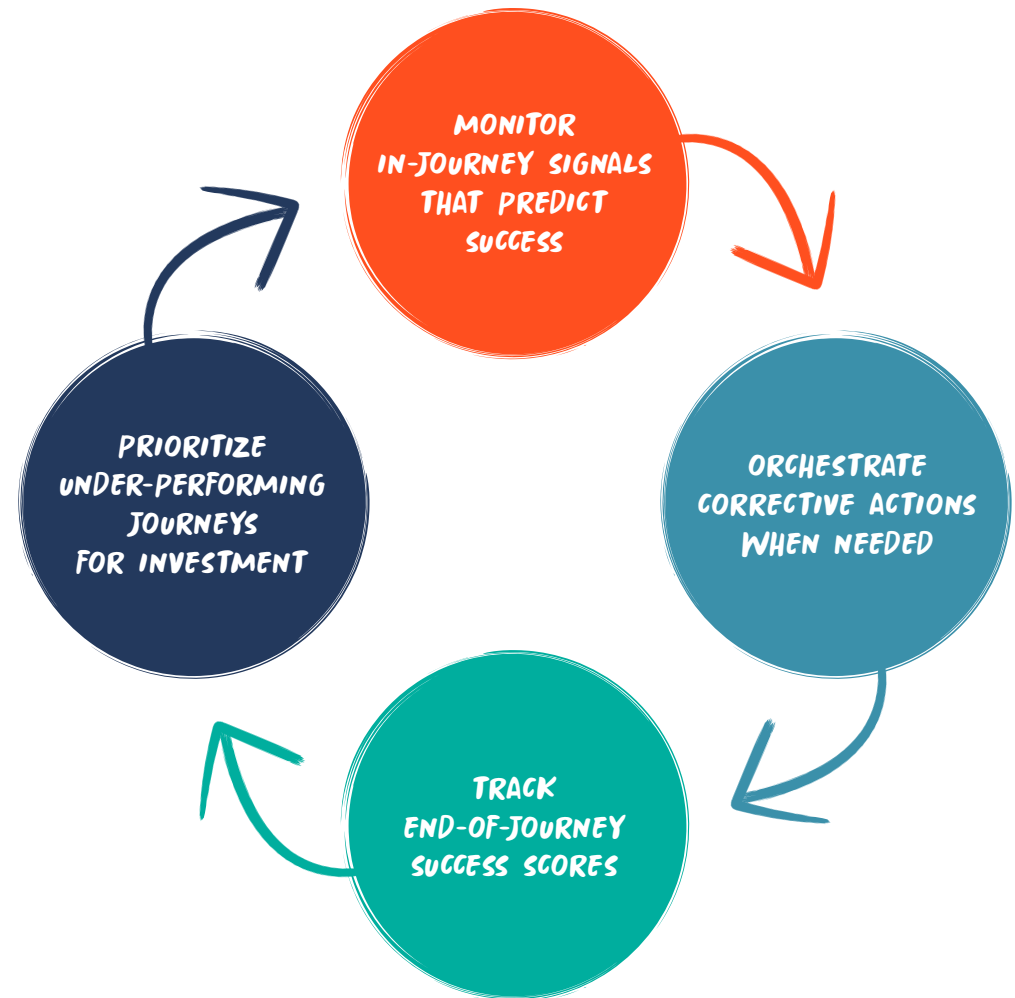 MONITOR
IN-JOURNEY SIGNALS
THAT PREDICT
SUCCESS
ORCHESTRATE
CORRECTIVE ACTIONS
WHEN NEEDED
TRACK
END-OF-JOURNEY
SUCCESS SCORES
PRIORITIZE
UNDER-PERFORMING
JOURNEYS
FOR INVESTMENT